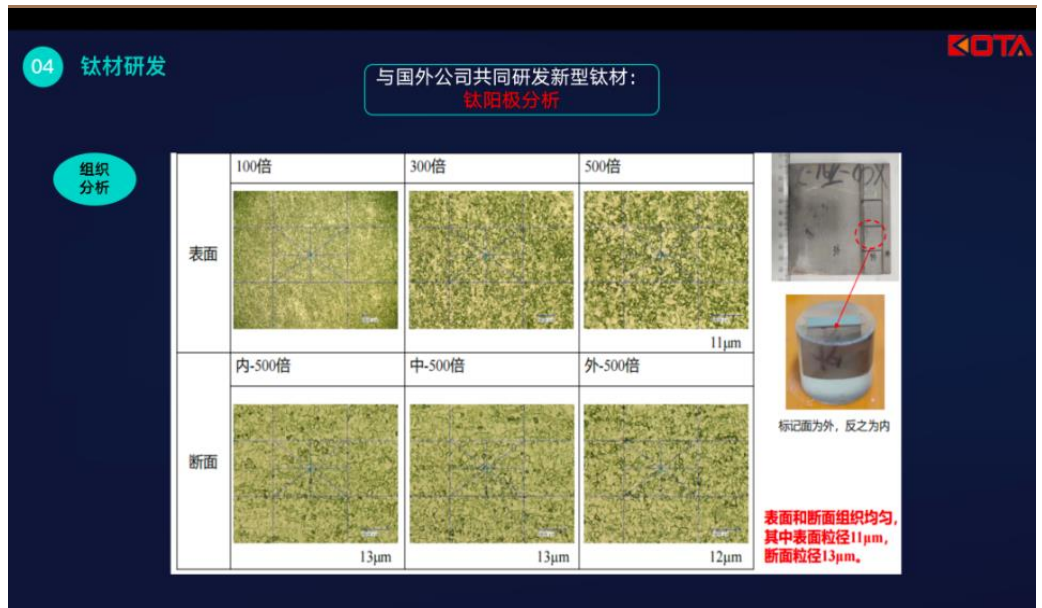 KOTA
04 钛材研发
与国外公司共同研发新型钛材：
钛阳极分析
组织
分析
100倍 300倍 500倍
表面
11μm
内-500倍 中-500倍 外-500倍
断面
13μm 13μm 12μm
外
标记面为外，反之为内
表面和断面组织均匀，
其中表面粒径11μm，
断面粒径13μm。